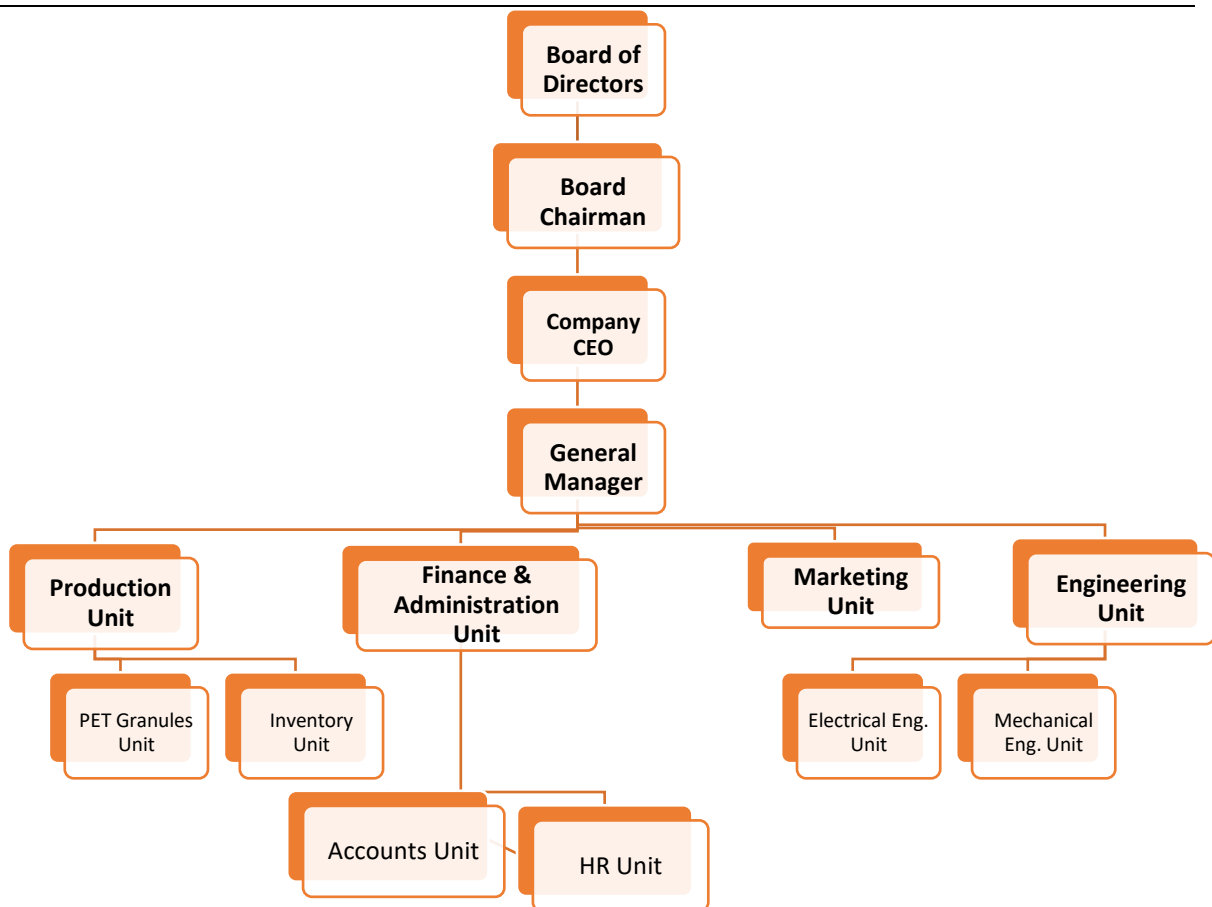 Board of
Directors
Board
Chairman
Company
CEO
General
Manager
Production
Unit
Finance &
Administration
Unit
Marketing
Unit
Engineering
Unit
PET Granules
Unit
Inventory
Unit
Electrical Eng.
Unit
Mechanical
Eng. Unit
Accounts Unit
HR Unit